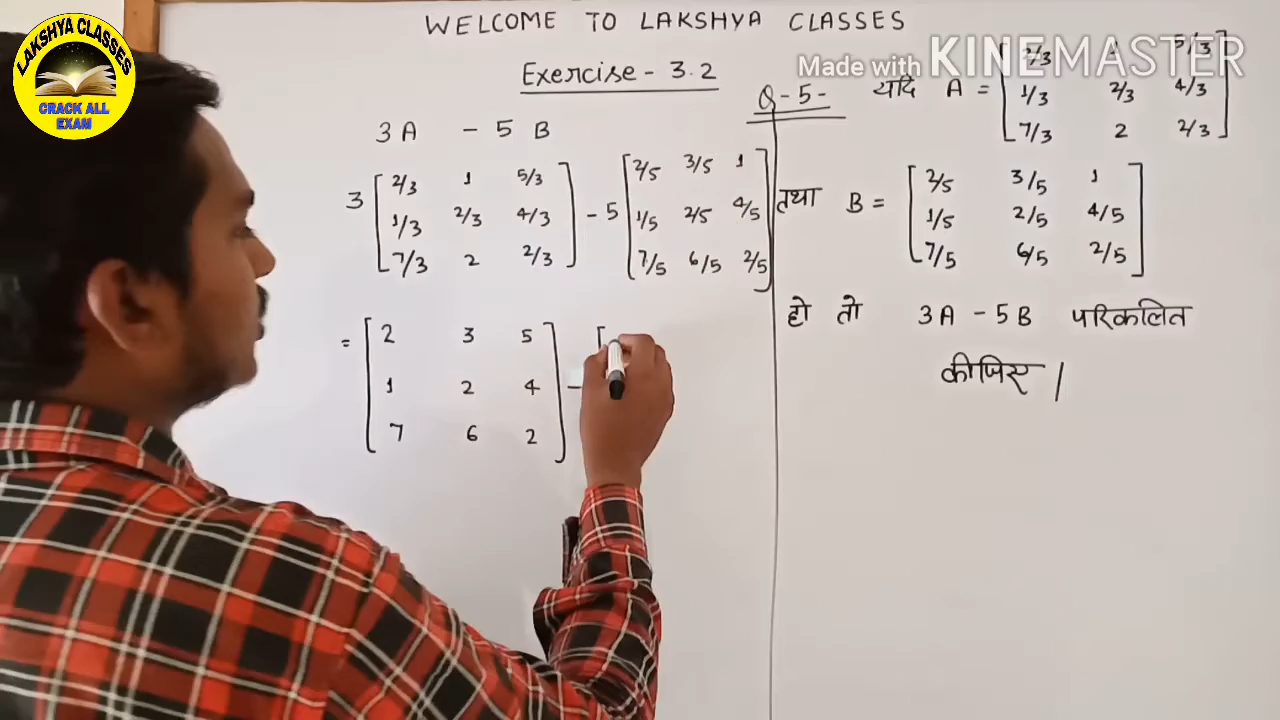 LAKSHYA CLASSES
CRACK ALL
EXAM
WELCOME TO LAKSHYA CLASSES
Made with KINEMASTER
Exercise - 3.2
3A - 5B
3 [ 2/3 1 5/3 ] - 5 [ 2/5 3/5 1 ]
1/3 2/3 4/3 1/5 2/5 4/5
7/3 2 2/3 7/5 6/5 2/5
= [ 2 3 5 ] - [
1 2 4
7 6 2
Q-5- यदि A = [ 2/3 1 5/3 ]
1/3 2/3 4/3
7/3 2 2/3
तथा B = [ 2/5 3/5 1 ]
1/5 2/5 4/5
7/5 6/5 2/5
हो तो 3A - 5B परिकलित
कीजिए |